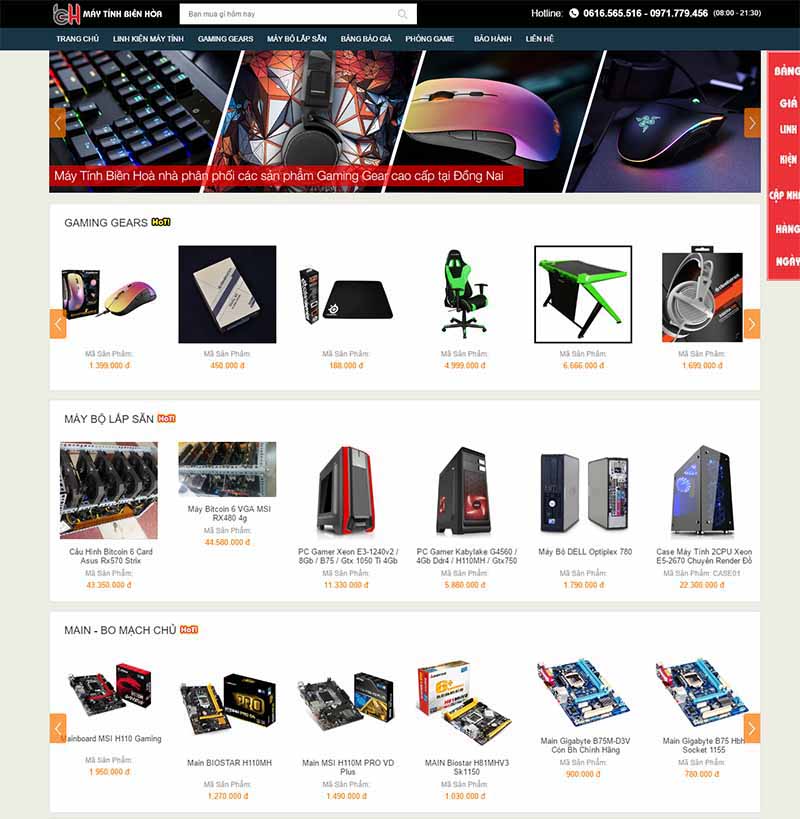 BCH MÁY TÍNH BIÊN HÒA
Bạn mua gì hôm nay
Hotline: 0616.565.516 - 0971.779.456 (08:00 - 21:30)
TRANG CHỦ LINH KIỆN MÁY TÍNH GAMING GEARS MÁY BỘ LẮP SẴN BẢNG BÁO GIÁ PHÒNG GAME BẢO HÀNH LIÊN HỆ
Máy Tính Biên Hoà nhà phân phối các sản phẩm Gaming Gear cao cấp tại Đồng Nai
BẢNG
GIÁ
LINH
KIỆN
CẬP NHẬ
HÀNG
NGÀY
GAMING GEARS HoT!
Mã Sản Phẩm: Mã Sản Phẩm: Mã Sản Phẩm: Mã Sản Phẩm: Mã Sản Phẩm: Mã Sản Phẩm:
1.399.000 đ 450.000 đ 188.000 đ 4.999.000 đ 6.666.000 đ 1.699.000 đ
MÁY BỘ LẮP SẴN HoT!
Cấu Hình Bitcoin 6 Card
Asus Rx570 Strix
Mã Sản Phẩm:
43.350.000 đ
Máy Bitcoin 6 VGA MSI
RX480 4g
Mã Sản Phẩm:
44.580.000 đ
PC Gamer Xeon E3-1240v2 /
8Gb / B75 / Gtx 1050 Ti 4Gb
Mã Sản Phẩm:
11.330.000 đ
PC Gamer Kabylake G4560 /
4Gb Ddr4 / H110MH / Gtx750
Mã Sản Phẩm:
5.860.000 đ
Máy Bộ DELL Optiplex 780
Mã Sản Phẩm:
1.790.000 đ
Case Máy Tính 2CPU Xeon
E5-2670 Chuyên Render Đồ
Mã Sản Phẩm: CASE01
22.300.000 đ
MAIN - BO MẠCH CHỦ HoT!
Mainboard MSI H110 Gaming
Mã Sản Phẩm:
1.950.000 đ
Main BIOSTAR H110MH
Mã Sản Phẩm:
1.270.000 đ
Main MSI H110M PRO VD
Plus
Mã Sản Phẩm:
1.490.000 đ
MAIN Biostar H81MHV3
Sk1150
Mã Sản Phẩm:
1.030.000 đ
Main Gigabyte B75M-D3V
Còn Bh Chính Hãng
Mã Sản Phẩm:
900.000 đ
Main Gigabyte B75 Hbh
Socket 1155
Mã Sản Phẩm:
780.000 đ